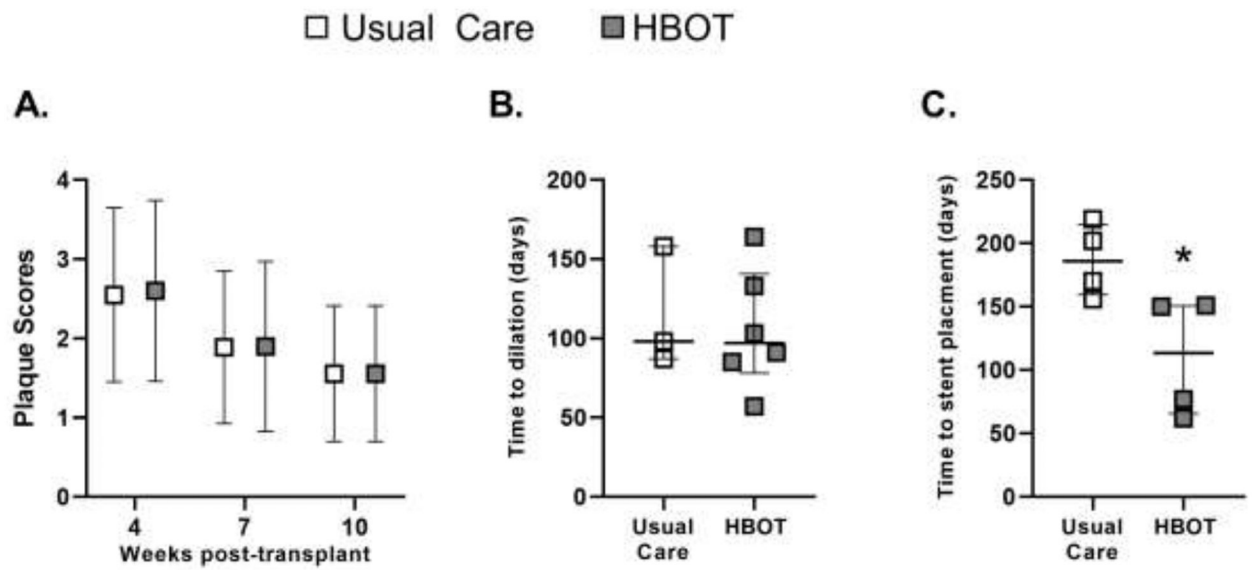 Usual Care HBOT
A. B. C.
Plaque Scores
4
3
2
1
0
4 7 10
Weeks post-transplant
Time to dilation (days)
200
150
100
50
0
Usual Care
HBOT
Time to stent placment (days)
250
200
150
100
50
0
*
Usual Care
HBOT